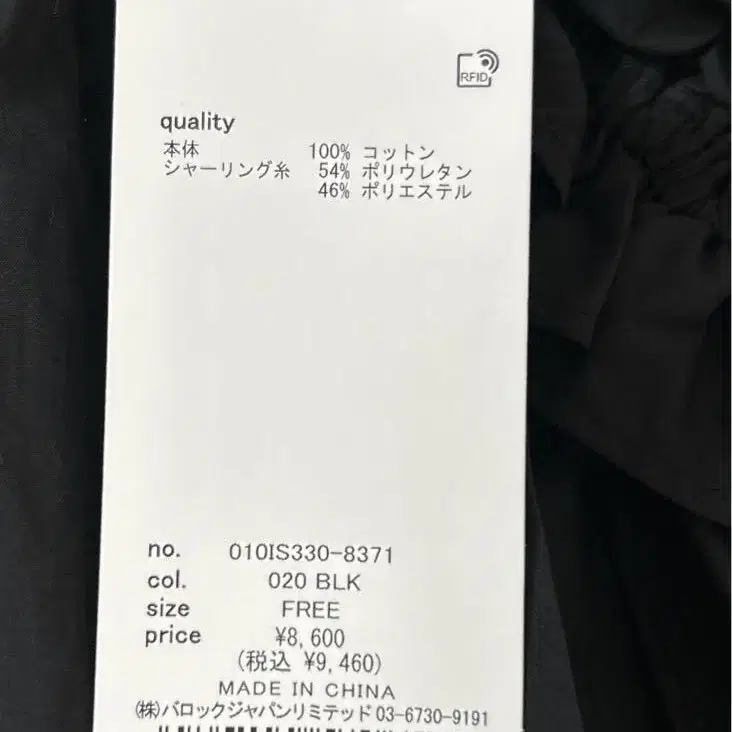 RFID
quality
本体 100% コットン
シャーリング糸 54% ポリウレタン
46% ポリエステル
no. 010IS330-8371
col. 020 BLK
size FREE
price ¥8,600
(税込 ¥9,460)
MADE IN CHINA
(株)バロックジャパンリミテッド 03-6730-9191